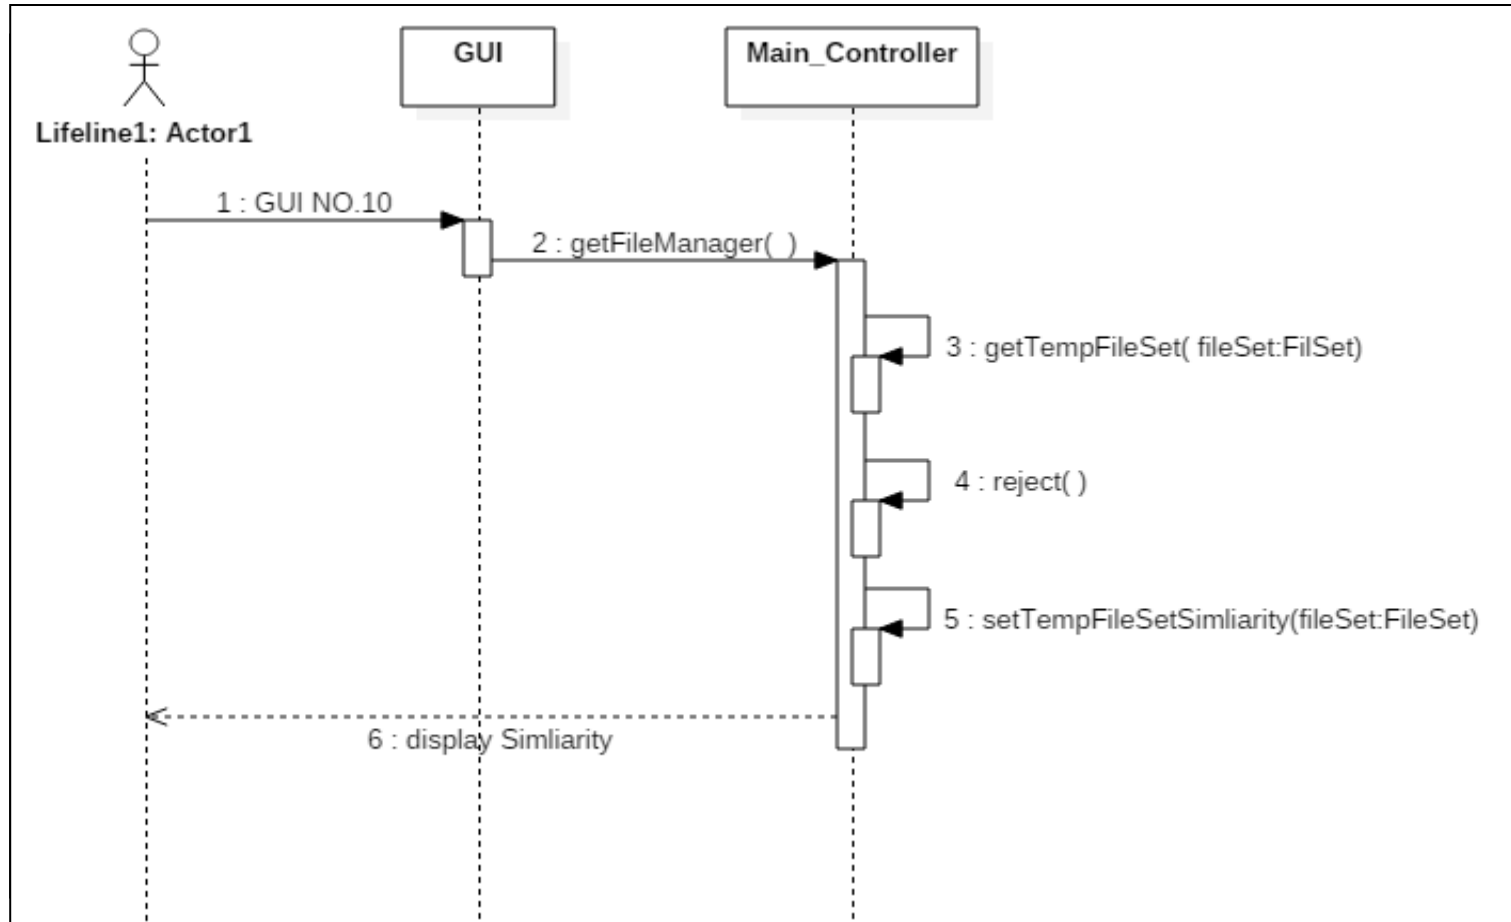 GUI
Main_Controller
Lifeline1: Actor1
1 : GUI NO.10
2 : getFileManager(  )
3 : getTempFileSet( fileSet:FilSet)
4 : reject( )
5 : setTempFileSetSimliarity(fileSet:FileSet)
6 : display Simliarity